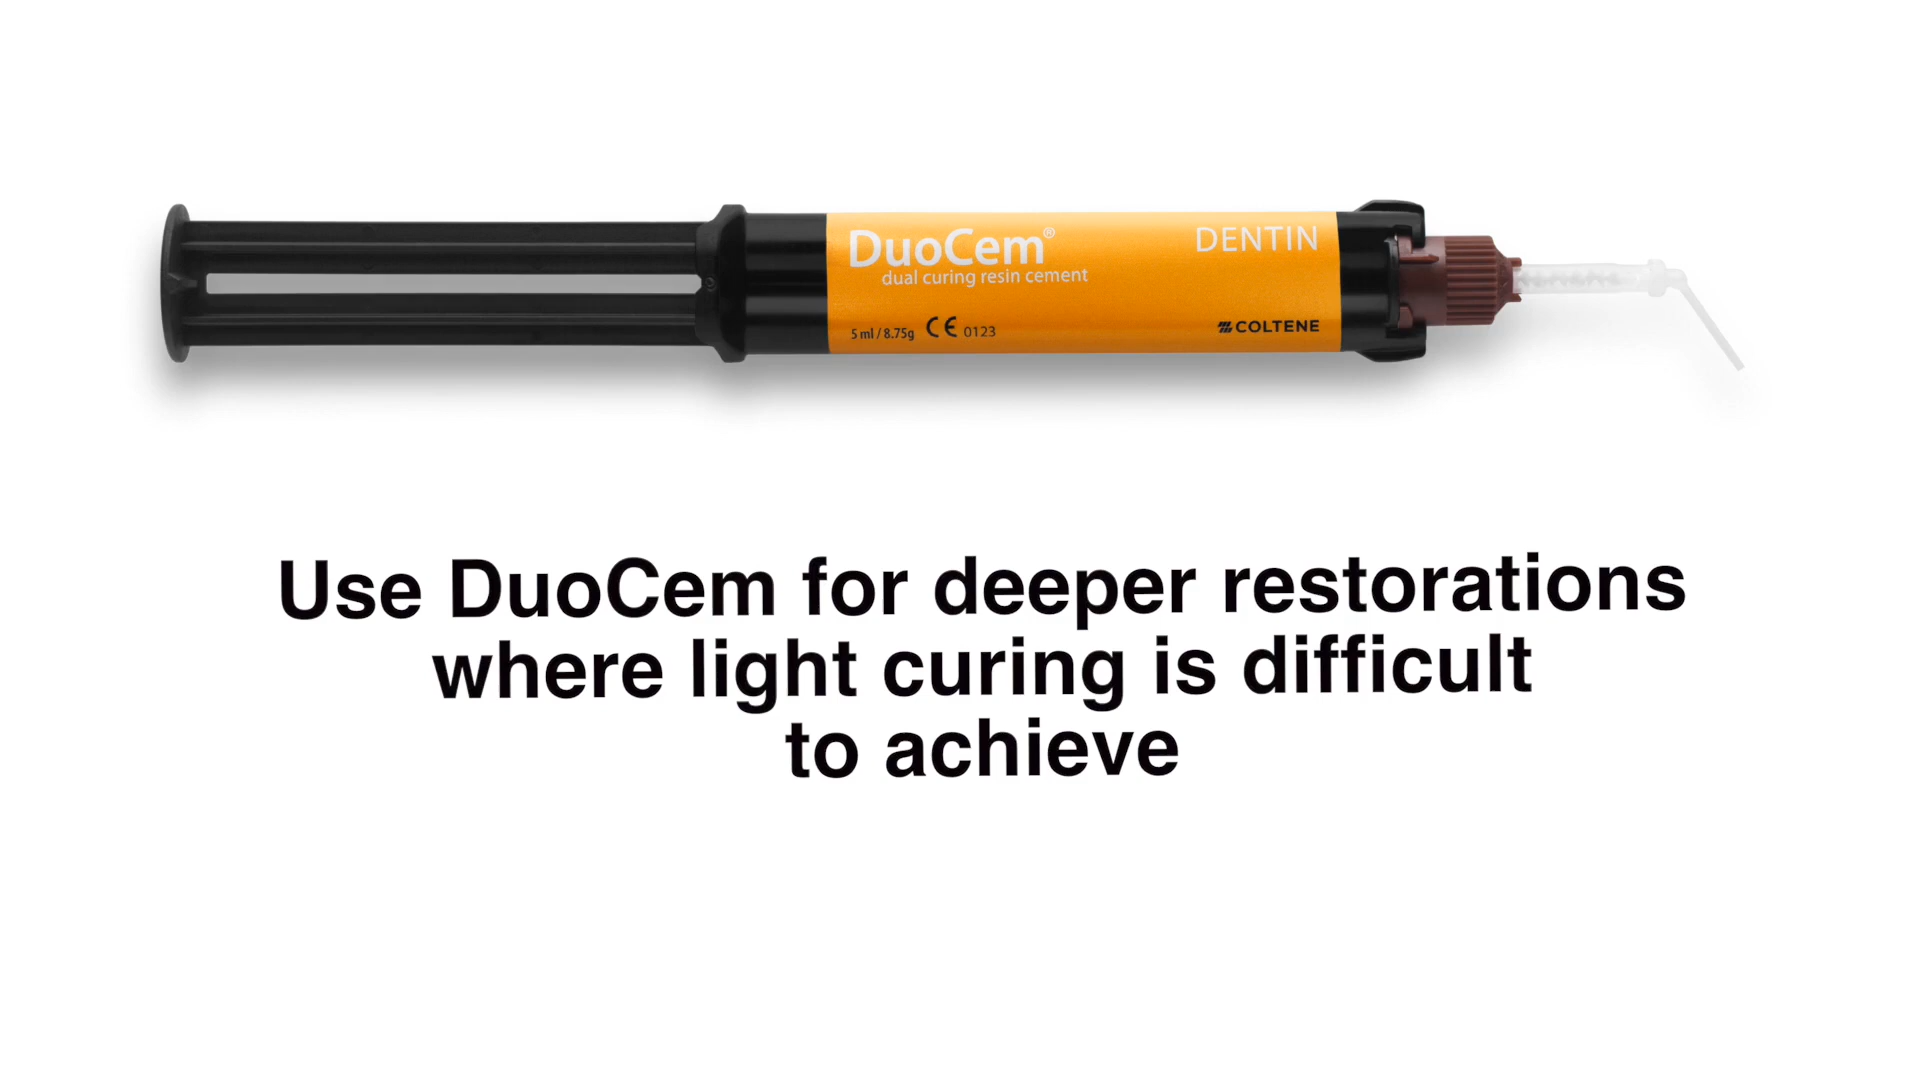 DuoCem®
dual curing resin cement
DENTIN
5 ml / 8.75g CE 0123
COLTENE
Use DuoCem for deeper restorations
where light curing is difficult
to achieve